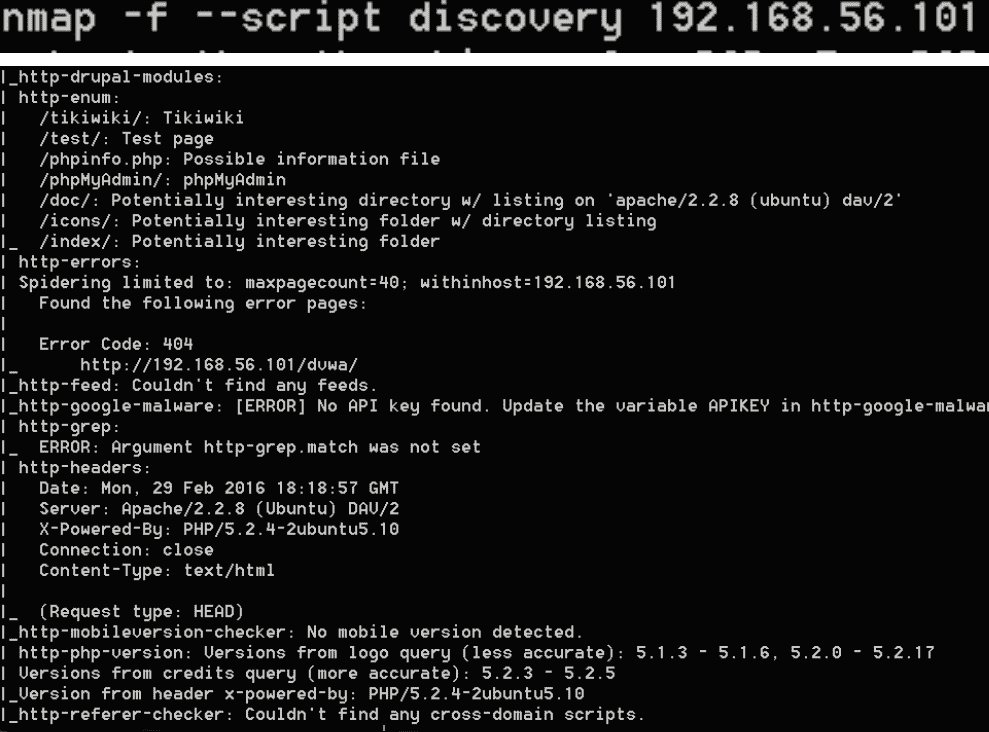 nmap -f --script discovery 192.168.56.101
|_http-drupal-modules:
| http-enum:
|   /tikiwiki/: Tikiwiki
|   /test/: Test page
|   /phpinfo.php: Possible information file
|   /phpMyAdmin/: phpMyAdmin
|   /doc/: Potentially interesting directory w/ listing on 'apache/2.2.8 (ubuntu) dav/2'
|   /icons/: Potentially interesting folder w/ directory listing
|_  /index/: Potentially interesting folder
| http-errors:
| Spidering limited to: maxpagecount=40; withinhost=192.168.56.101
|   Found the following error pages:
|
|   Error Code: 404
|_      http://192.168.56.101/dvwa/
|_http-feed: Couldn't find any feeds.
|_http-google-malware: [ERROR] No API key found. Update the variable APIKEY in http-google-malwa
| http-grep:
|_  ERROR: Argument http-grep.match was not set
| http-headers:
|   Date: Mon, 29 Feb 2016 18:18:57 GMT
|   Server: Apache/2.2.8 (Ubuntu) DAV/2
|   X-Powered-By: PHP/5.2.4-2ubuntu5.10
|   Connection: close
|   Content-Type: text/html
|
|_  (Request type: HEAD)
|_http-mobileversion-checker: No mobile version detected.
| http-php-version: Versions from logo query (less accurate): 5.1.3 - 5.1.6, 5.2.0 - 5.2.17
| Versions from credits query (more accurate): 5.2.3 - 5.2.5
|_Version from header x-powered-by: PHP/5.2.4-2ubuntu5.10
|_http-referer-checker: Couldn't find any cross-domain scripts.